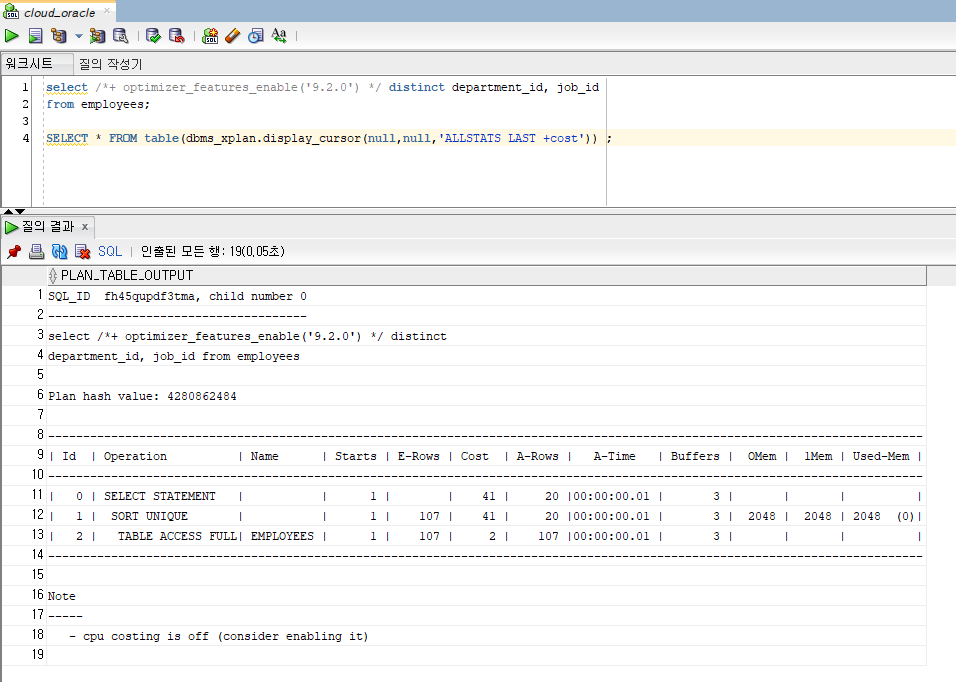 cloud_oracle
워크시트 질의 작성기
1 select /*+ optimizer_features_enable('9.2.0') */ distinct department_id, job_id
2 from employees;
3
4 SELECT * FROM table(dbms_xplan.display_cursor(null,null,'ALLSTATS LAST +cost')) ;
질의 결과 x
SQL | 인출된 모든 행: 19(0,05초)
PLAN_TABLE_OUTPUT
1 SQL_ID  fh45qupdf3tma, child number 0
2 -------------------------------------
3 select /*+ optimizer_features_enable('9.2.0') */ distinct
4 department_id, job_id from employees
5
6 Plan hash value: 4280862484
7
8 -----------------------------------------------------------------------------------------------------------------------------
9 | Id  | Operation          | Name      | Starts | E-Rows | Cost  | A-Rows |   A-Time   | Buffers |  OMem |  1Mem | Used-Mem |
10 -----------------------------------------------------------------------------------------------------------------------------
11 |   0 | SELECT STATEMENT   |           |      1 |        |    41 |     20 |00:00:00.01 |       3 |       |       |          |
12 |   1 |  SORT UNIQUE       |           |      1 |    107 |    41 |     20 |00:00:00.01 |       3 |  2048 |  2048 | 2048  (0)|
13 |   2 |   TABLE ACCESS FULL| EMPLOYEES |      1 |    107 |     2 |    107 |00:00:00.01 |       3 |       |       |          |
14 -----------------------------------------------------------------------------------------------------------------------------
15
16 Note
17 -----
18    - cpu costing is off (consider enabling it)
19